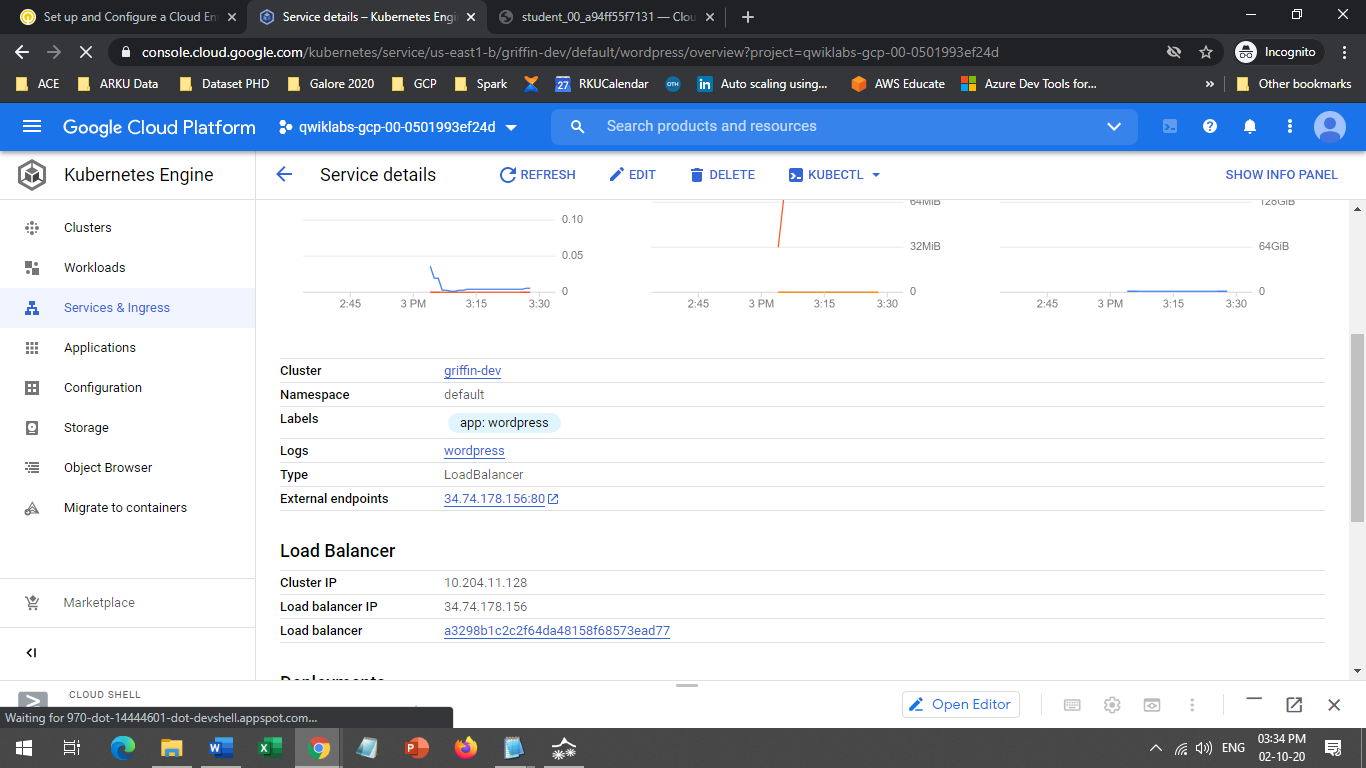 Set up and Configure a Cloud En
Service details – Kubernetes Engi
student_00_a94ff55f7131 — Clou
console.cloud.google.com/kubernetes/service/us-east1-b/griffin-dev/default/wordpress/overview?project=qwiklabs-gcp-00-0501993ef24d
Incognito
ACE
ARKU Data
Dataset PHD
Galore 2020
GCP
Spark
27
RKUCalendar
OTH
in
Auto scaling using...
AWS Educate
Azure Dev Tools for...
»
Other bookmarks
Google Cloud Platform
qwiklabs-gcp-00-0501993ef24d
Search products and resources
Kubernetes Engine
Service details
REFRESH
EDIT
DELETE
KUBECTL
SHOW INFO PANEL
Clusters
Workloads
Services & Ingress
Applications
Configuration
Storage
Object Browser
Migrate to containers
Marketplace
0.10
0.05
0
2:45 3 PM 3:15 3:30
64MiB
32MiB
0
2:45 3 PM 3:15 3:30
128GiB
64GiB
0
2:45 3 PM 3:15 3:30
Cluster griffin-dev
Namespace default
Labels app: wordpress
Logs wordpress
Type LoadBalancer
External endpoints 34.74.178.156:80
Load Balancer
Cluster IP 10.204.11.128
Load balancer IP 34.74.178.156
Load balancer a3298b1c2c2f64da48158f68573ead77
Deployments
CLOUD SHELL
Open Editor
Waiting for 970-dot-14444601-dot-devshell.appspot.com...
ENG
03:34 PM
02-10-20